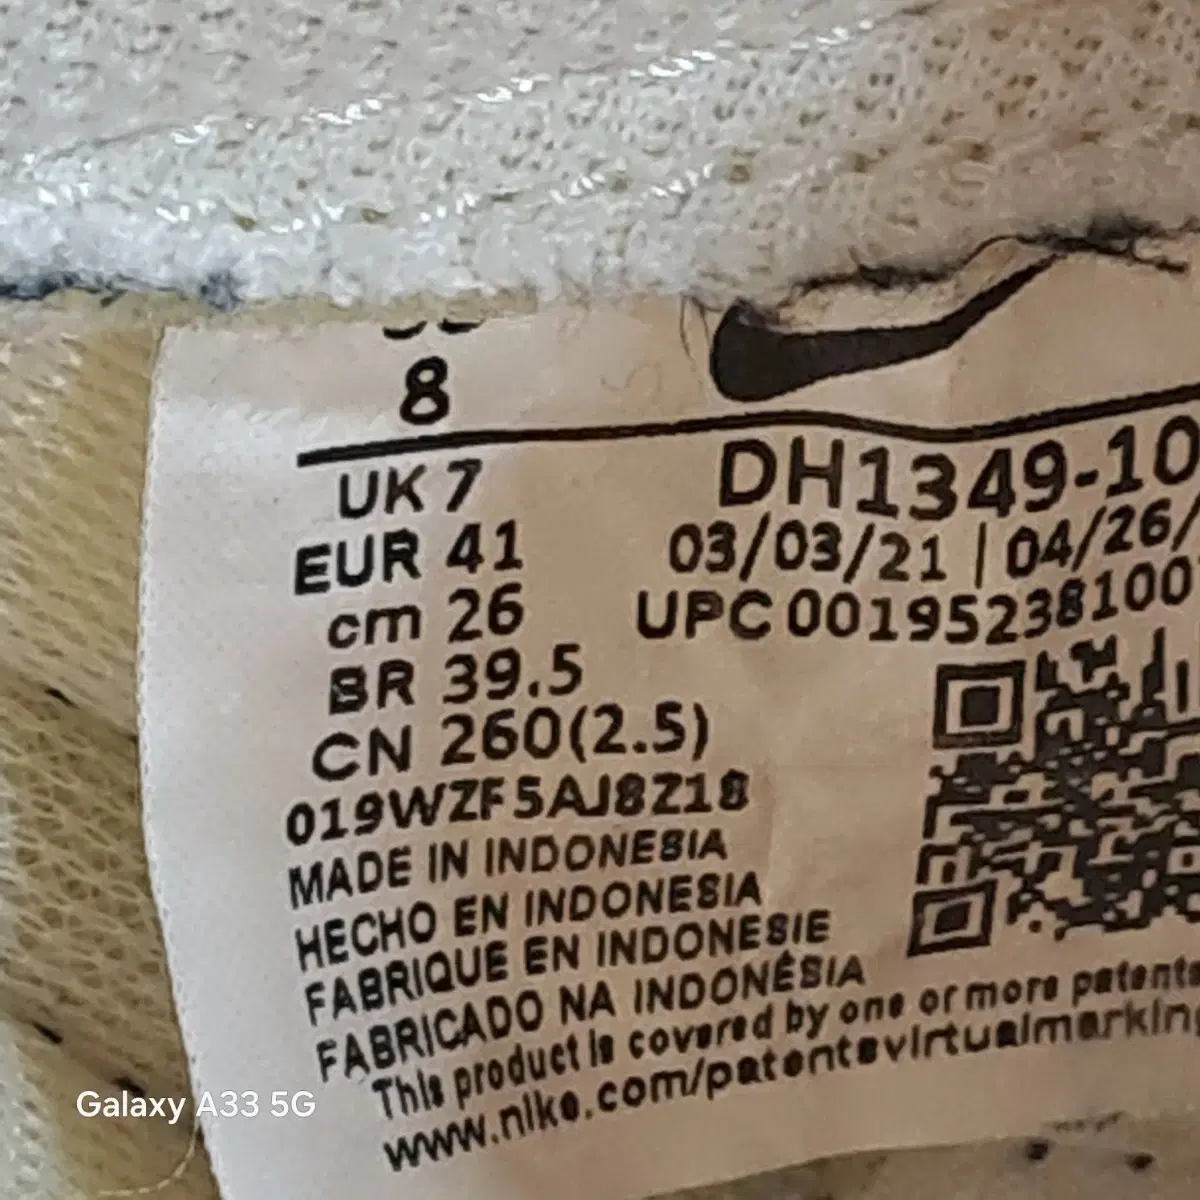 8
UK 7
EUR 41
cm 26
BR 39.5
CN 260(2.5)
019WZF5AJ8Z18
MADE IN INDONESIA
HECHO EN INDONESIA
FABRIQUE EN INDONESIE
FABRICADO NA INDONÉSIA
This product is covered by one or more patents
www.nike.com/patentsvirtualmarkin
DH1349-10
03/03/21 | 04/26/
UPC 00195238100
Galaxy A33 5G